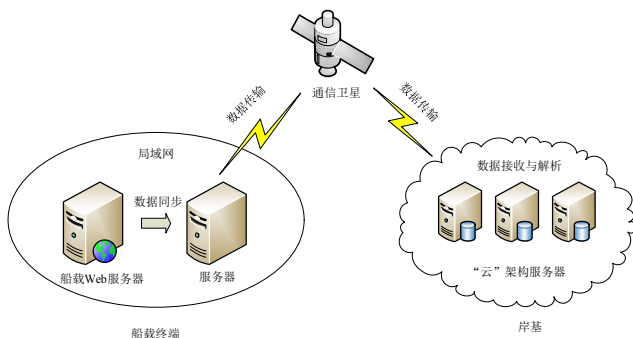 通信卫星
数据传输
数据传输
局域网
数据同步
船载Web服务器
服务器
船载终端
数据接收与解析
“云”架构服务器
岸基